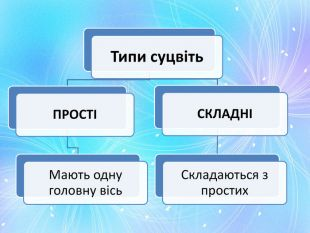 Типи суцвіть
ПРОСТІ
СКЛАДНІ
Мають одну
головну вісь
Складаються з
простих